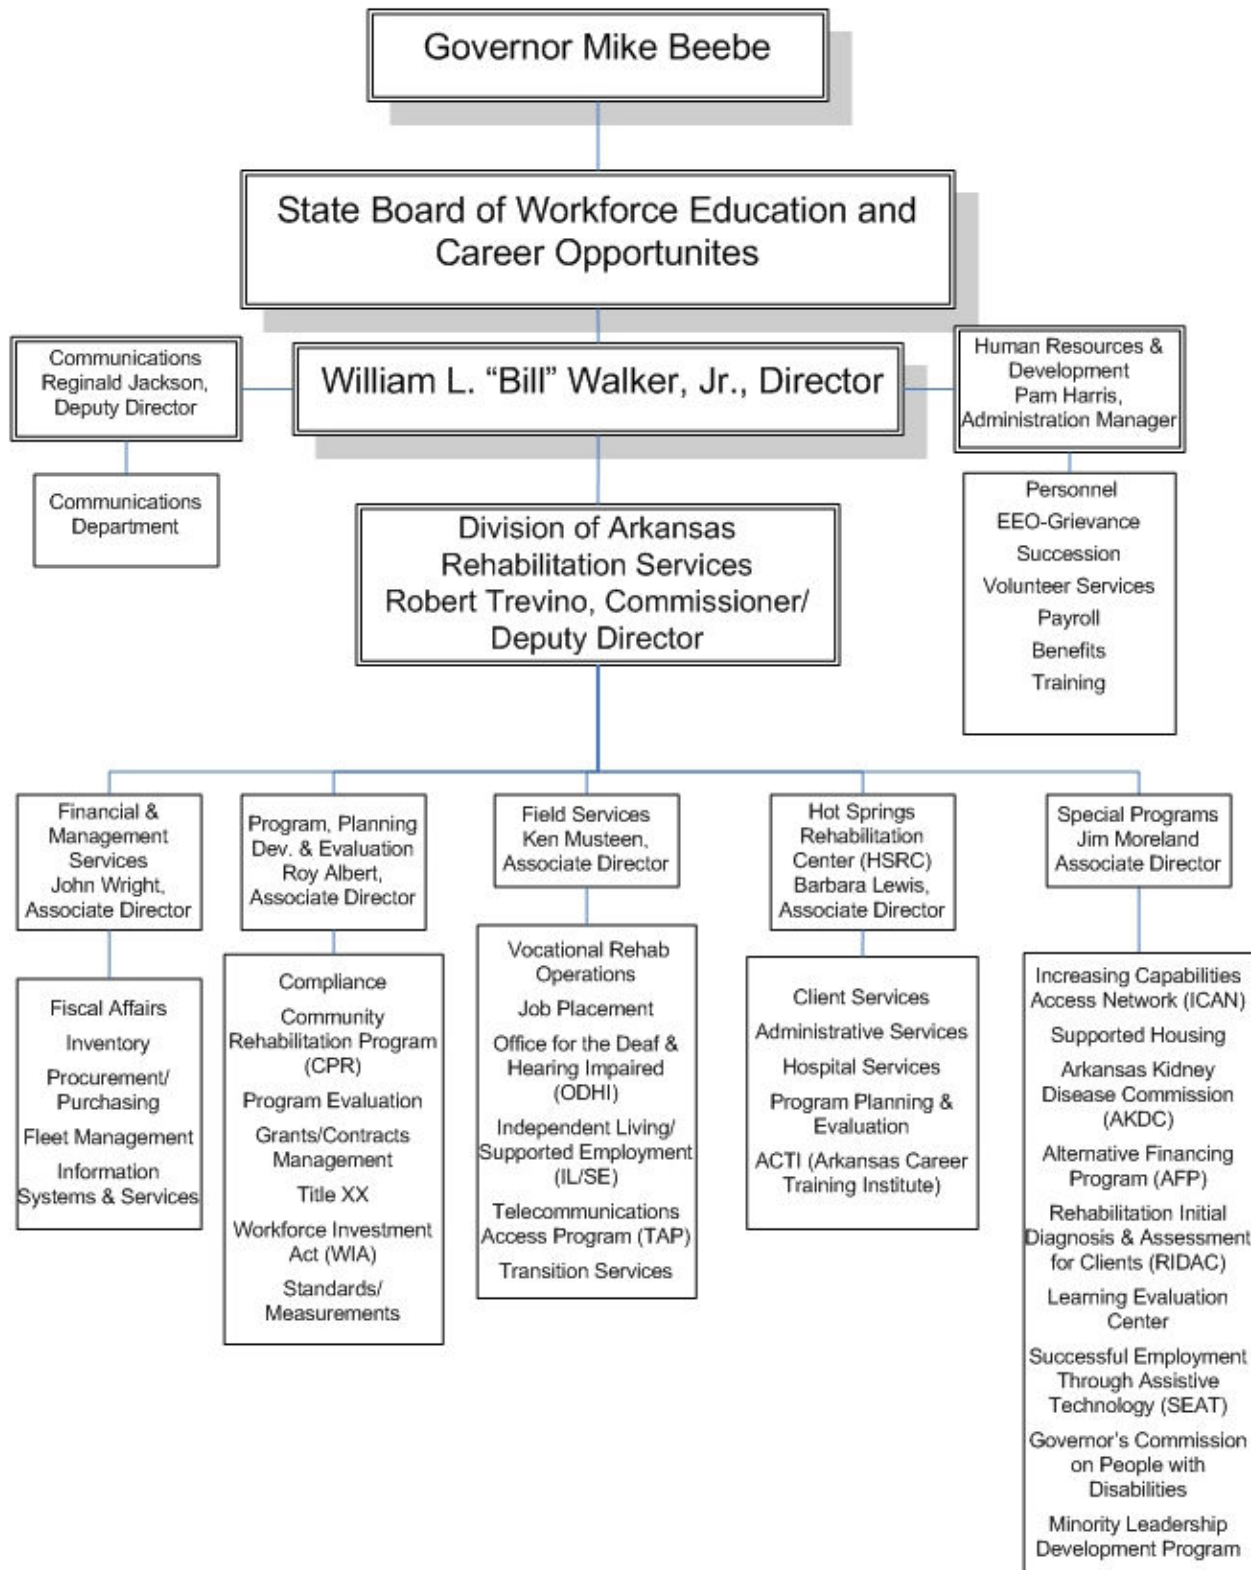 Governor Mike Beebe
State Board of Workforce Education and
Career Opportunites
Communications
Reginald Jackson,
Deputy Director
William L. “Bill” Walker, Jr., Director
Human Resources &
Development
Pam Harris,
Administration Manager
Communications
Department
Personnel
EEO-Grievance
Succession
Volunteer Services
Payroll
Benefits
Training
Division of Arkansas
Rehabilitation Services
Robert Trevino, Commissioner/
Deputy Director
Financial &
Management
Services
John Wright,
Associate Director
Program, Planning
Dev. & Evaluation
Roy Albert,
Associate Director
Field Services
Ken Musteen,
Associate Director
Hot Springs
Rehabilitation
Center (HSRC)
Barbara Lewis,
Associate Director
Special Programs
Jim Moreland
Associate Director
Fiscal Affairs
Inventory
Procurement/
Purchasing
Fleet Management
Information
Systems & Services
Compliance
Community
Rehabilitation Program
(CPR)
Program Evaluation
Grants/Contracts
Management
Title XX
Workforce Investment
Act (WIA)
Standards/
Measurements
Vocational Rehab
Operations
Job Placement
Office for the Deaf &
Hearing Impaired
(ODHI)
Independent Living/
Supported Employment
(IL/SE)
Telecommunications
Access Program (TAP)
Transition Services
Client Services
Administrative Services
Hospital Services
Program Planning &
Evaluation
ACTI (Arkansas Career
Training Institute)
Increasing Capabilities
Access Network (ICAN)
Supported Housing
Arkansas Kidney
Disease Commission
(AKDC)
Alternative Financing
Program (AFP)
Rehabilitation Initial
Diagnosis & Assessment
for Clients (RIDAC)
Learning Evaluation
Center
Successful Employment
Through Assistive
Technology (SEAT)
Governor’s Commission
on People with
Disabilities
Minority Leadership
Development Program